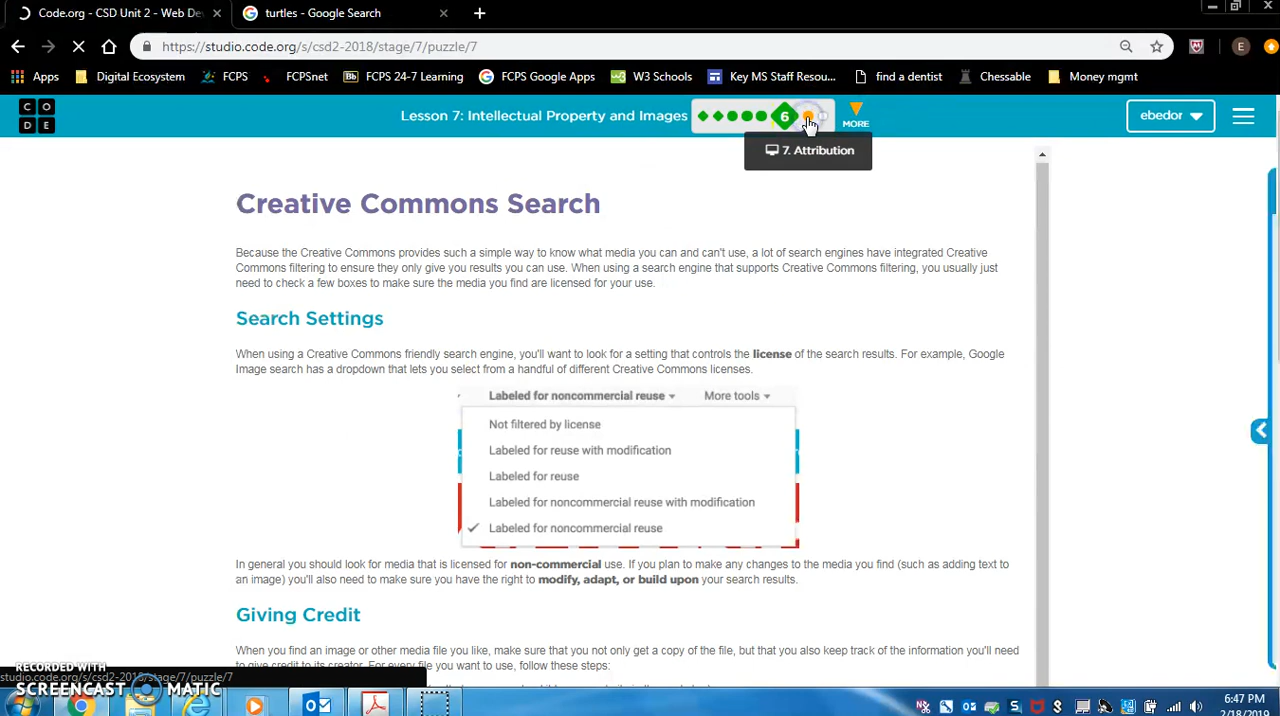 Code.org - CSD Unit 2 - Web De
turtles - Google Search
https://studio.code.org/s/csd2-2018/stage/7/puzzle/7
E
Apps Digital Ecosystem FCPS FCPSnet Bb FCPS 24-7 Learning FCPS Google Apps W3 Schools Key MS Staff Resou... find a dentist Chessable Money mgmt
C O D E
Lesson 7: Intellectual Property and Images
6
MORE
ebedor
7. Attribution
Creative Commons Search
Because the Creative Commons provides such a simple way to know what media you can and can't use, a lot of search engines have integrated Creative
Commons filtering to ensure they only give you results you can use. When using a search engine that supports Creative Commons filtering, you usually just
need to check a few boxes to make sure the media you find are licensed for your use.
Search Settings
When using a Creative Commons friendly search engine, you'll want to look for a setting that controls the license of the search results. For example, Google
Image search has a dropdown that lets you select from a handful of different Creative Commons licenses.
Labeled for noncommercial reuse More tools
Not filtered by license
Labeled for reuse with modification
Labeled for reuse
Labeled for noncommercial reuse with modification
Labeled for noncommercial reuse
In general you should look for media that is licensed for non-commercial use. If you plan to make any changes to the media you find (such as adding text to
an image) you'll also need to make sure you have the right to modify, adapt, or build upon your search results.
Giving Credit
When you find an image or other media file you like, make sure that you not only get a copy of the file, but that you also keep track of the information you'll need
to give credit to its creator. For every file you want to use, follow these steps:
RECORDED WITH
studio.code.org/s/csd2-2018/stage/7/puzzle/7
SCREENCAST MATIC
6:47 PM
2/18/2019